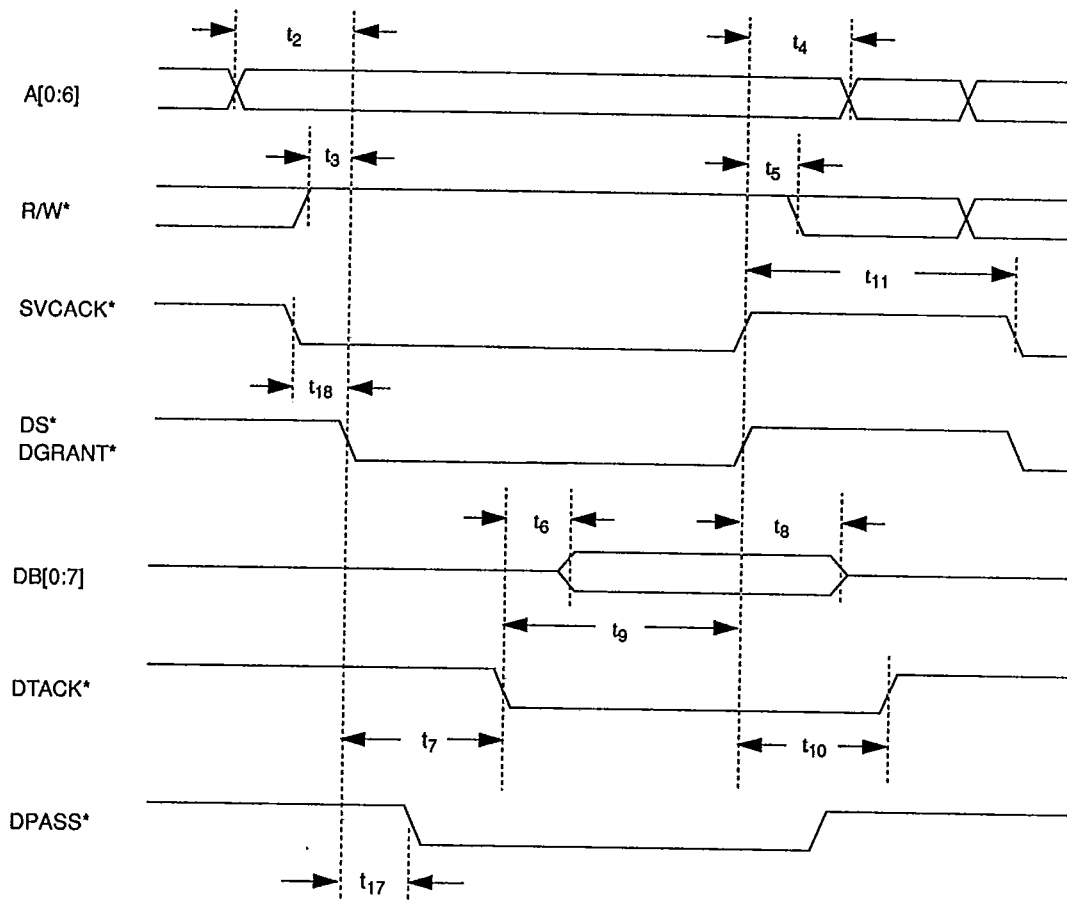 t2
t4
A[0:6]
t3
t5
R/W*
t11
SVCACK*
t18
DS*
DGRANT*
t6
t8
DB[0:7]
t9
DTACK*
t7
t10
DPASS*
t17